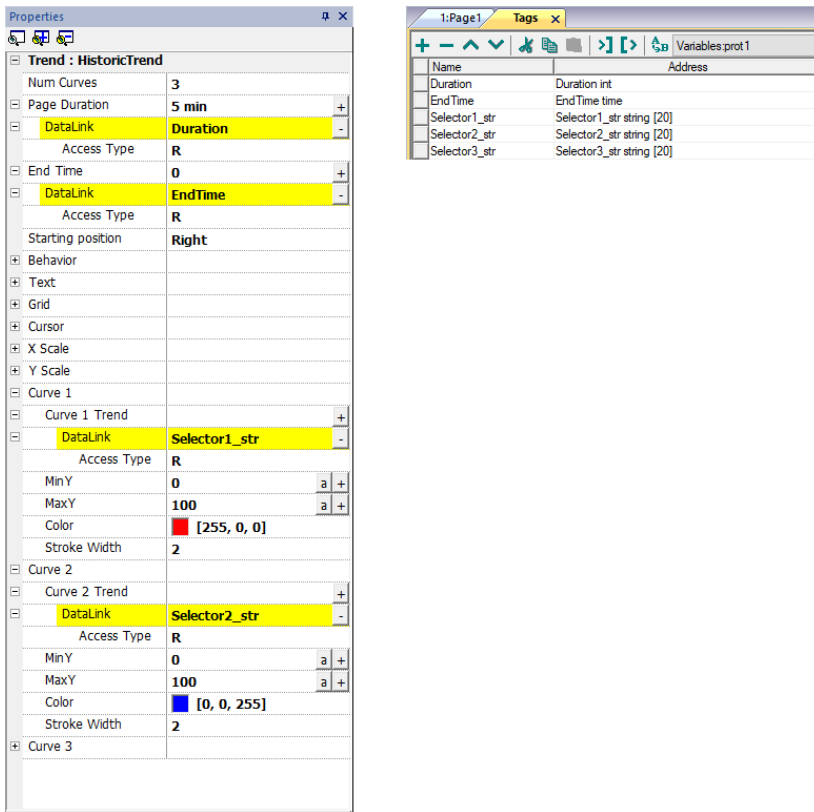 Properties
Trend : HistoricTrend
Num Curves 3
Page Duration 5 min +
DataLink Duration -
Access Type R
End Time 0 +
DataLink EndTime -
Access Type R
Starting position Right
Behavior
Text
Grid
Cursor
X Scale
Y Scale
Curve 1
Curve 1 Trend +
DataLink Selector1_str -
Access Type R
MinY 0 a +
MaxY 100 a +
Color [255, 0, 0]
Stroke Width 2
Curve 2
Curve 2 Trend +
DataLink Selector2_str -
Access Type R
MinY 0 a +
MaxY 100 a +
Color [0, 0, 255]
Stroke Width 2
Curve 3
1:Page1 Tags
Variables:prot1
Name Address
Duration Duration int
EndTime EndTime time
Selector1_str Selector1_str string [20]
Selector2_str Selector2_str string [20]
Selector3_str Selector3_str string [20]